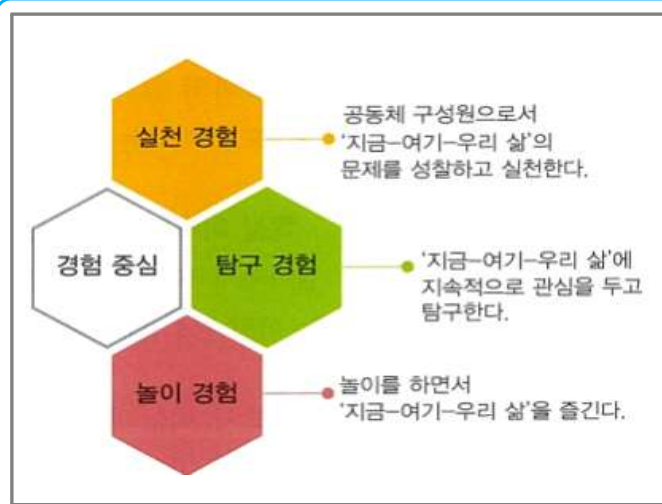 실천 경험
공동체 구성원으로서
'지금-여기-우리 삶'의
문제를 성찰하고 실천한다.
경험 중심
탐구 경험
'지금-여기-우리 삶'에
지속적으로 관심을 두고
탐구한다.
놀이 경험
놀이를 하면서
'지금-여기-우리 삶'을 즐긴다.